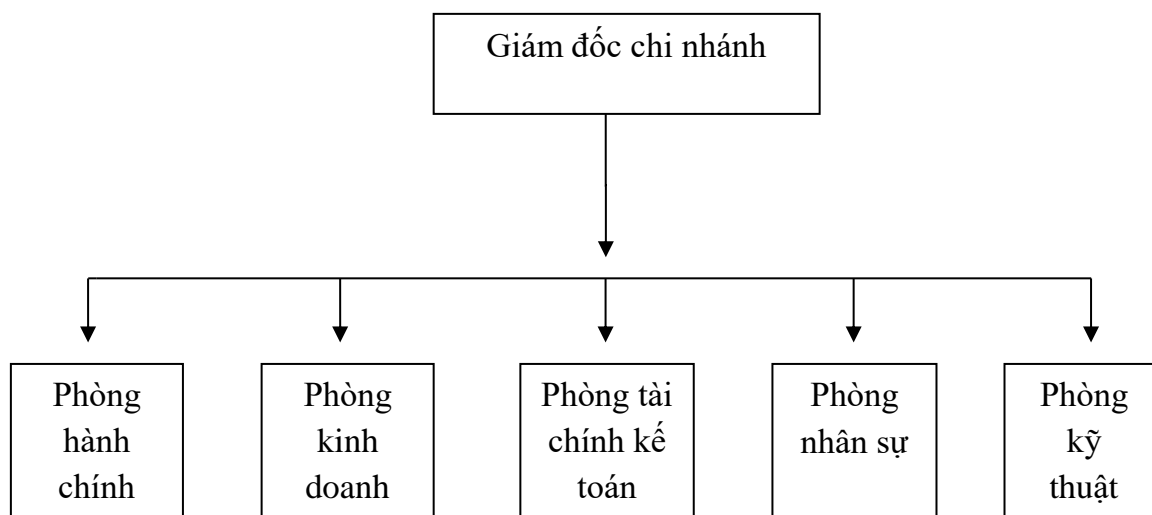 Giám đốc chi nhánh
Phòng
hành
chính
Phòng
kinh
doanh
Phòng tài
chính kế
toán
Phòng
nhân sự
Phòng
kỹ
thuật